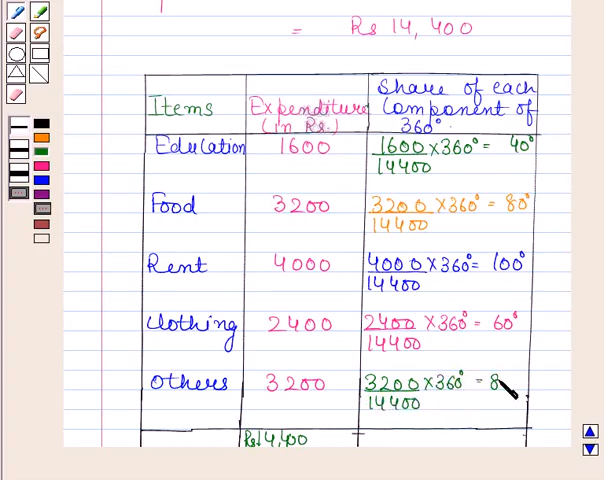 = Rs 14,400
Items Expenditure (in Rs.) Share of each component of 360°.
Education 1600 1600/14400 × 360° = 40°
Food 3200 3200/14400 × 360° = 80°
Rent 4000 4000/14400 × 360° = 100°
Clothing 2400 2400/14400 × 360° = 60°
Others 3200 3200/14400 × 360° = 8
Rs 14,400